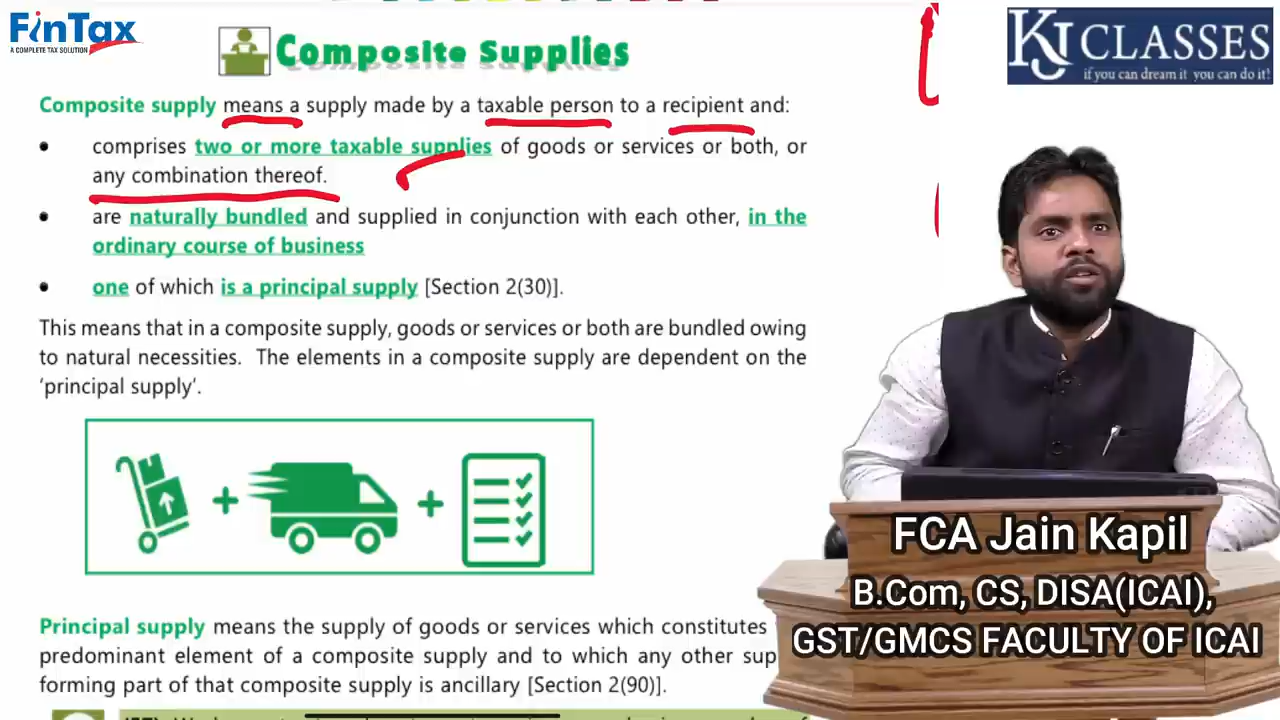 FinTax
A COMPLETE TAX SOLUTION
Composite Supplies
KJ CLASSES
if you can dream it you can do it!
Composite supply means a supply made by a taxable person to a recipient and:
• comprises two or more taxable supplies of goods or services or both, or
any combination thereof.
• are naturally bundled and supplied in conjunction with each other, in the
ordinary course of business
• one of which is a principal supply [Section 2(30)].
This means that in a composite supply, goods or services or both are bundled owing
to natural necessities. The elements in a composite supply are dependent on the
‘principal supply’.
Principal supply means the supply of goods or services which constitutes
predominant element of a composite supply and to which any other sup
forming part of that composite supply is ancillary [Section 2(90)].
FCA Jain Kapil
B.Com, CS, DISA(ICAI),
GST/GMCS FACULTY OF ICAI